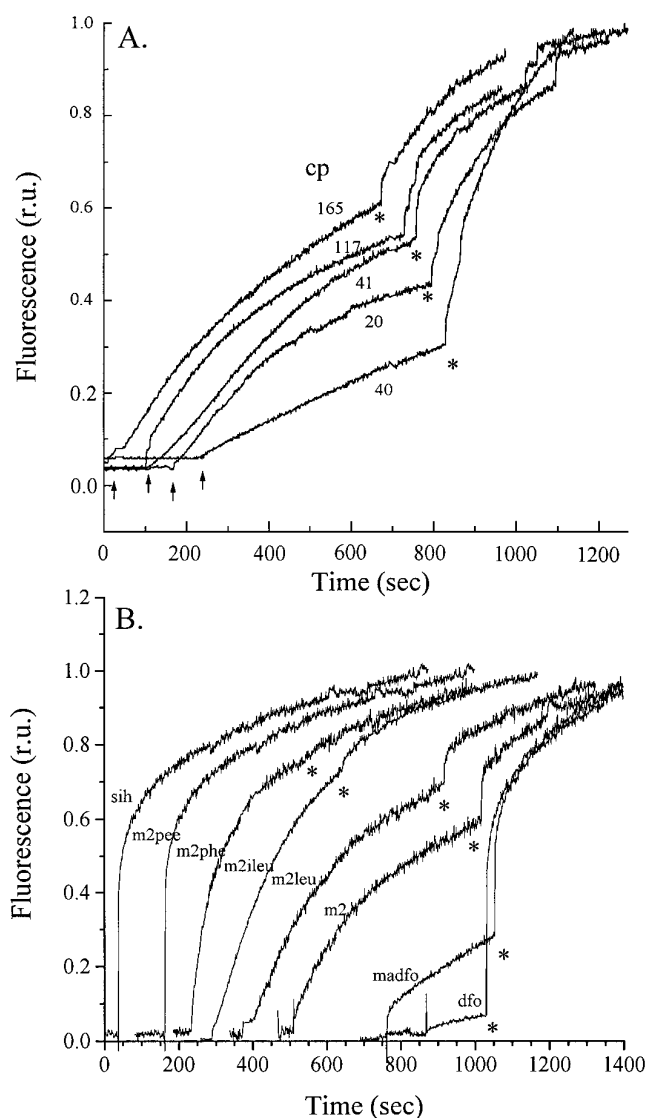 A.
1.0
0.8
0.6
0.4
0.2
0.0
Fluorescence (r.u.)
cp
165
*
117
*
41
*
20
40
*
0 200 400 600 800 1000 1200
Time (sec)
B.
1.2
1.0
0.8
0.6
0.4
0.2
0.0
Fluorescence (r.u.)
sih
m2pee
m2phe
*
m2ileu
*
m2leu
*
m2
*
madfo
*
dfo
*
0 200 400 600 800 1000 1200 1400
Time (sec)